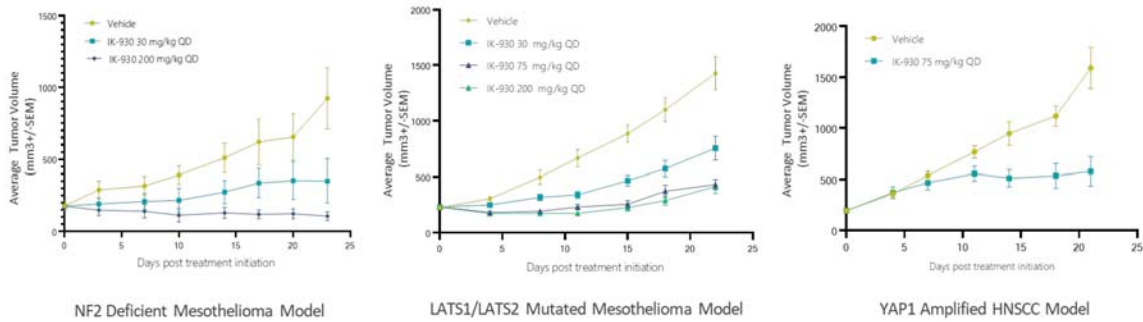 1500
1000
500
0
Average Tumor Volume
(mm3+/-SEM)
Vehicle
IK-930 30 mg/kg QD
IK-930 200 mg/kg QD
0 5 10 15 20 25
Days post treatment initiation
NF2 Deficient Mesothelioma Model
2000
1500
1000
500
0
Average Tumor Volume
(mm3+/-SEM)
Vehicle
IK-930 30 mg/kg QD
IK-930 75 mg/kg QD
IK-930 200 mg/kg QD
0 5 10 15 20 25
Days post treatment initiation
LATS1/LATS2 Mutated Mesothelioma Model
2000
1500
1000
500
0
Average Tumor Volume
(mm3+/-SEM)
Vehicle
IK-930 75 mg/kg QD
0 5 10 15 20 25
Days post treatment initiation
YAP1 Amplified HNSCC Model